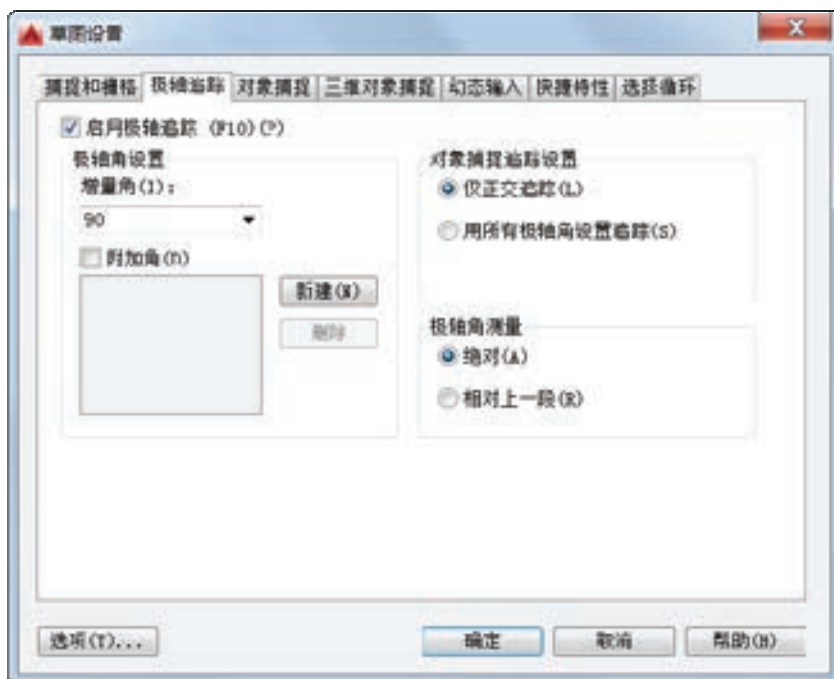 草图设置
捕捉和栅格 极轴追踪 对象捕捉 三维对象捕捉 动态输入 快捷特性 选择循环
启用极轴追踪 (F10)(P)
极轴角设置
增量角(I):
90
附加角(D)
新建(N)
删除
对象捕捉追踪设置
仅正交追踪(L)
用所有极轴角设置追踪(S)
极轴角测量
绝对(A)
相对上一段(R)
选项(T)...
确定
取消
帮助(H)